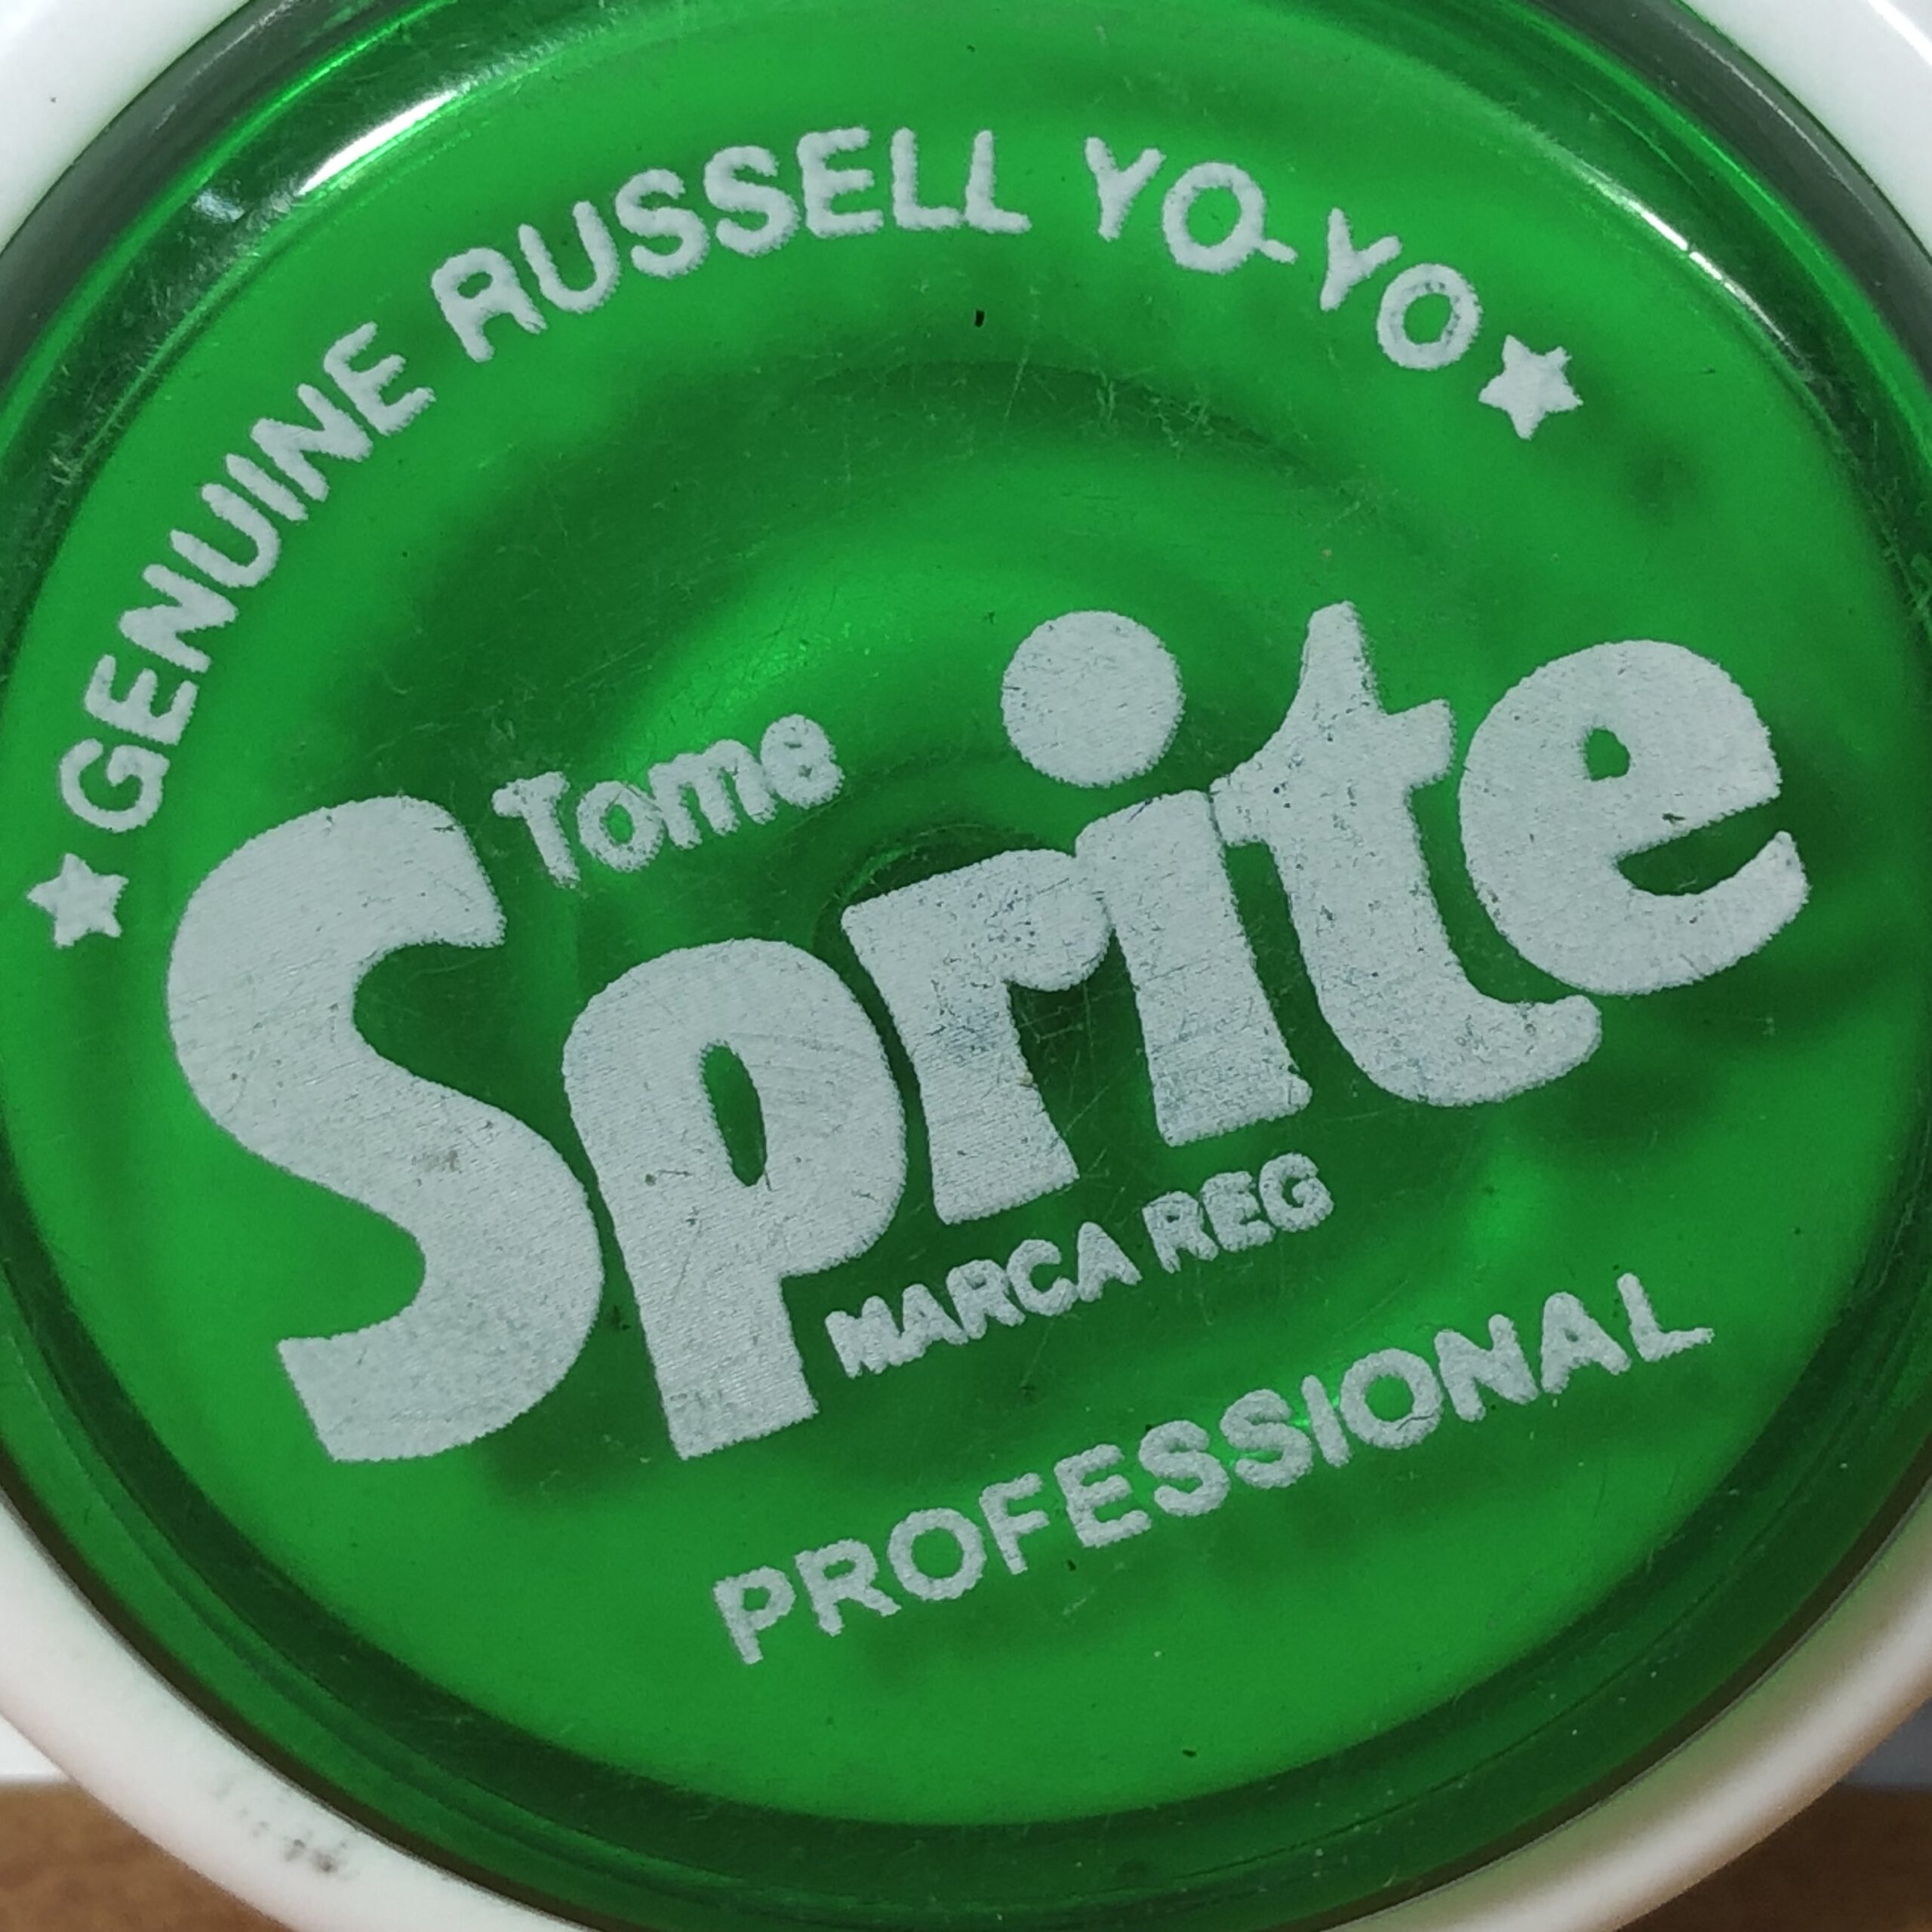 ★ GENUINE RUSSELL YO-YO ★
Tome
Sprite
MARCA REG
PROFESSIONAL